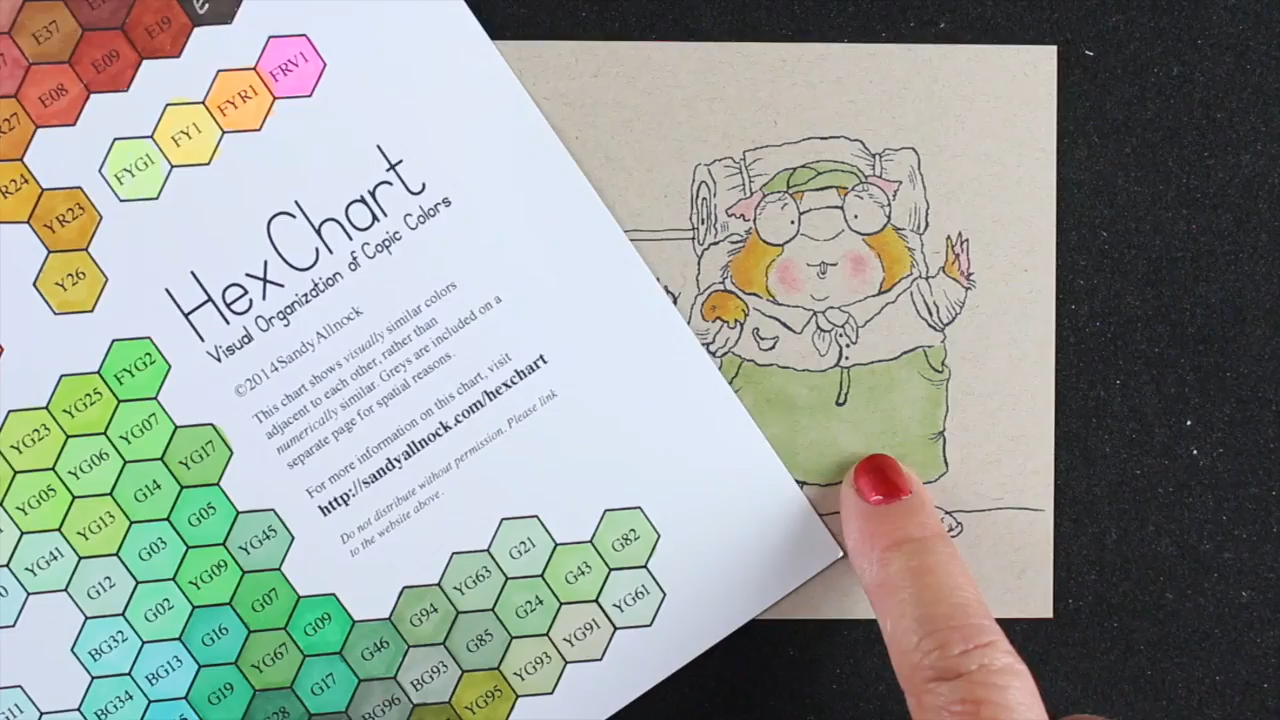 E37
E19
E09
E08
FRV1
FYR1
FY1
FYG1
R27
R24
YR23
Y26
HexChart
Visual Organization of Copic Colors
©2014SandyAllnock
This chart shows visually similar colors
adjacent to each other, rather than
numerically similar. Greys are included on a
separate page for spatial reasons.
For more information on this chart, visit
http://sandyallnock.com/hexchart
Do not distribute without permission. Please link
to the website above.
FYG2
YG25
YG23
YG07
YG06
YG17
YG05
G14
YG13
G05
YG41
G03
YG45
G12
YG09
G02
G07
BG32
G16
G09
BG13
YG67
G46
BG34
G19
G17
G94
YG63
G21
G82
G43
G24
YG61
G85
YG91
BG93
YG93
BG96
YG95
G11